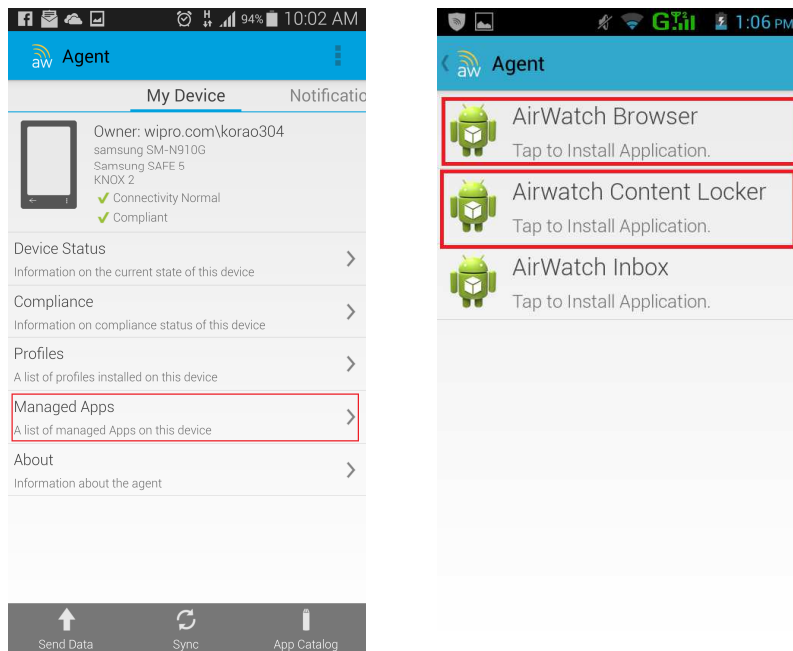 94% 10:02 AM
aw Agent
My Device Notificatio
Owner: wipro.com\korao304
samsung SM-N910G
Samsung SAFE 5
KNOX 2
Connectivity Normal
Compliant
Device Status
Information on the current state of this device
Compliance
Information on compliance status of this device
Profiles
A list of profiles installed on this device
Managed Apps
A list of managed Apps on this device
About
Information about the agent
Send Data Sync App Catalog
G 1:06 PM
aw Agent
AirWatch Browser
Tap to Install Application.
Airwatch Content Locker
Tap to Install Application.
AirWatch Inbox
Tap to Install Application.